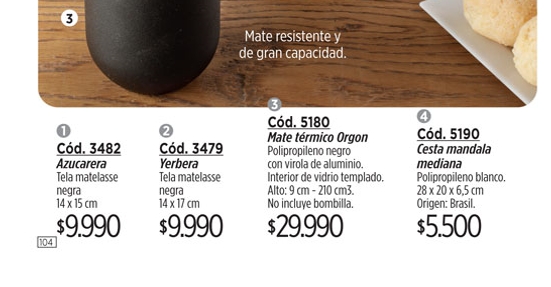 3
Mate resistente y
de gran capacidad.
1
Cód. 3482
Azucarera
Tela matelasse
negra
14 x 15 cm
$9.990
2
Cód. 3479
Yerbera
Tela matelasse
negra
14 x 17 cm
$9.990
3
Cód. 5180
Mate térmico Orgon
Polipropileno negro
con virola de aluminio.
Interior de vidrio templado.
Alto: 9 cm - 210 cm3.
No incluye bombilla.
$29.990
4
Cód. 5190
Cesta mandala
mediana
Polipropileno blanco.
28 x 20 x 6,5 cm
Origen: Brasil.
$5.500
104